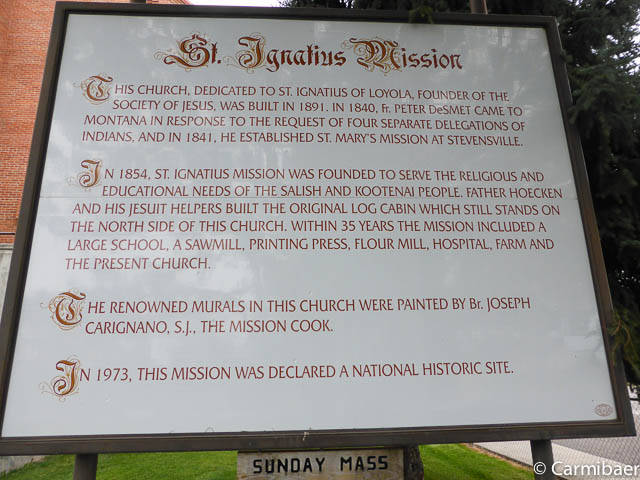 St. Ignatius Mission
THIS CHURCH, DEDICATED TO ST. IGNATIUS OF LOYOLA, FOUNDER OF THE
SOCIETY OF JESUS, WAS BUILT IN 1891. IN 1840, Fr. PETER DeSMET CAME TO
MONTANA IN RESPONSE TO THE REQUEST OF FOUR SEPARATE DELEGATIONS OF
INDIANS, AND IN 1841, HE ESTABLISHED ST. MARY'S MISSION AT STEVENSVILLE.
IN 1854, ST. IGNATIUS MISSION WAS FOUNDED TO SERVE THE RELIGIOUS AND
EDUCATIONAL NEEDS OF THE SALISH AND KOOTENAI PEOPLE. FATHER HOECKEN
AND HIS JESUIT HELPERS BUILT THE ORIGINAL LOG CABIN WHICH STILL STANDS ON
THE NORTH SIDE OF THIS CHURCH. WITHIN 35 YEARS THE MISSION INCLUDED A
LARGE SCHOOL, A SAWMILL, PRINTING PRESS, FLOUR MILL, HOSPITAL, FARM AND
THE PRESENT CHURCH.
THE RENOWNED MURALS IN THIS CHURCH WERE PAINTED BY Br. JOSEPH
CARIGNANO, S.J., THE MISSION COOK.
IN 1973, THIS MISSION WAS DECLARED A NATIONAL HISTORIC SITE.
SUNDAY MASS
© Carmibaer